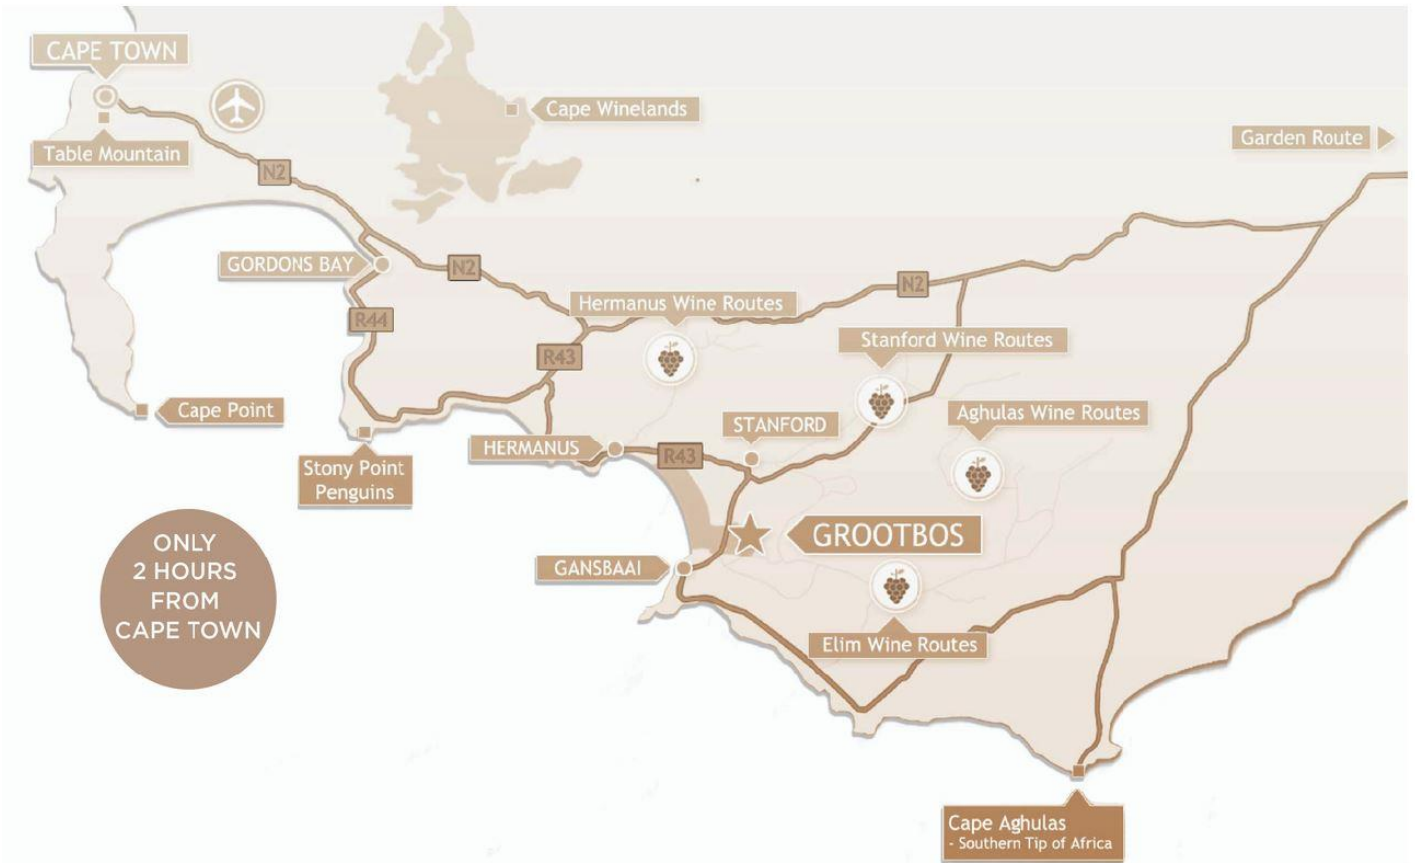 CAPE TOWN
Cape Winelands
Garden Route
Table Mountain
N2
GORDONS BAY
N2
N2
Hermanus Wine Routes
R44
Stanford Wine Routes
R43
Cape Point
Aghulas Wine Routes
STANFORD
HERMANUS
R43
Stony Point
Penguins
GROOTBOS
ONLY
2 HOURS
FROM
CAPE TOWN
GANSBAAI
Elim Wine Routes
Cape Aghulas
- Southern Tip of Africa